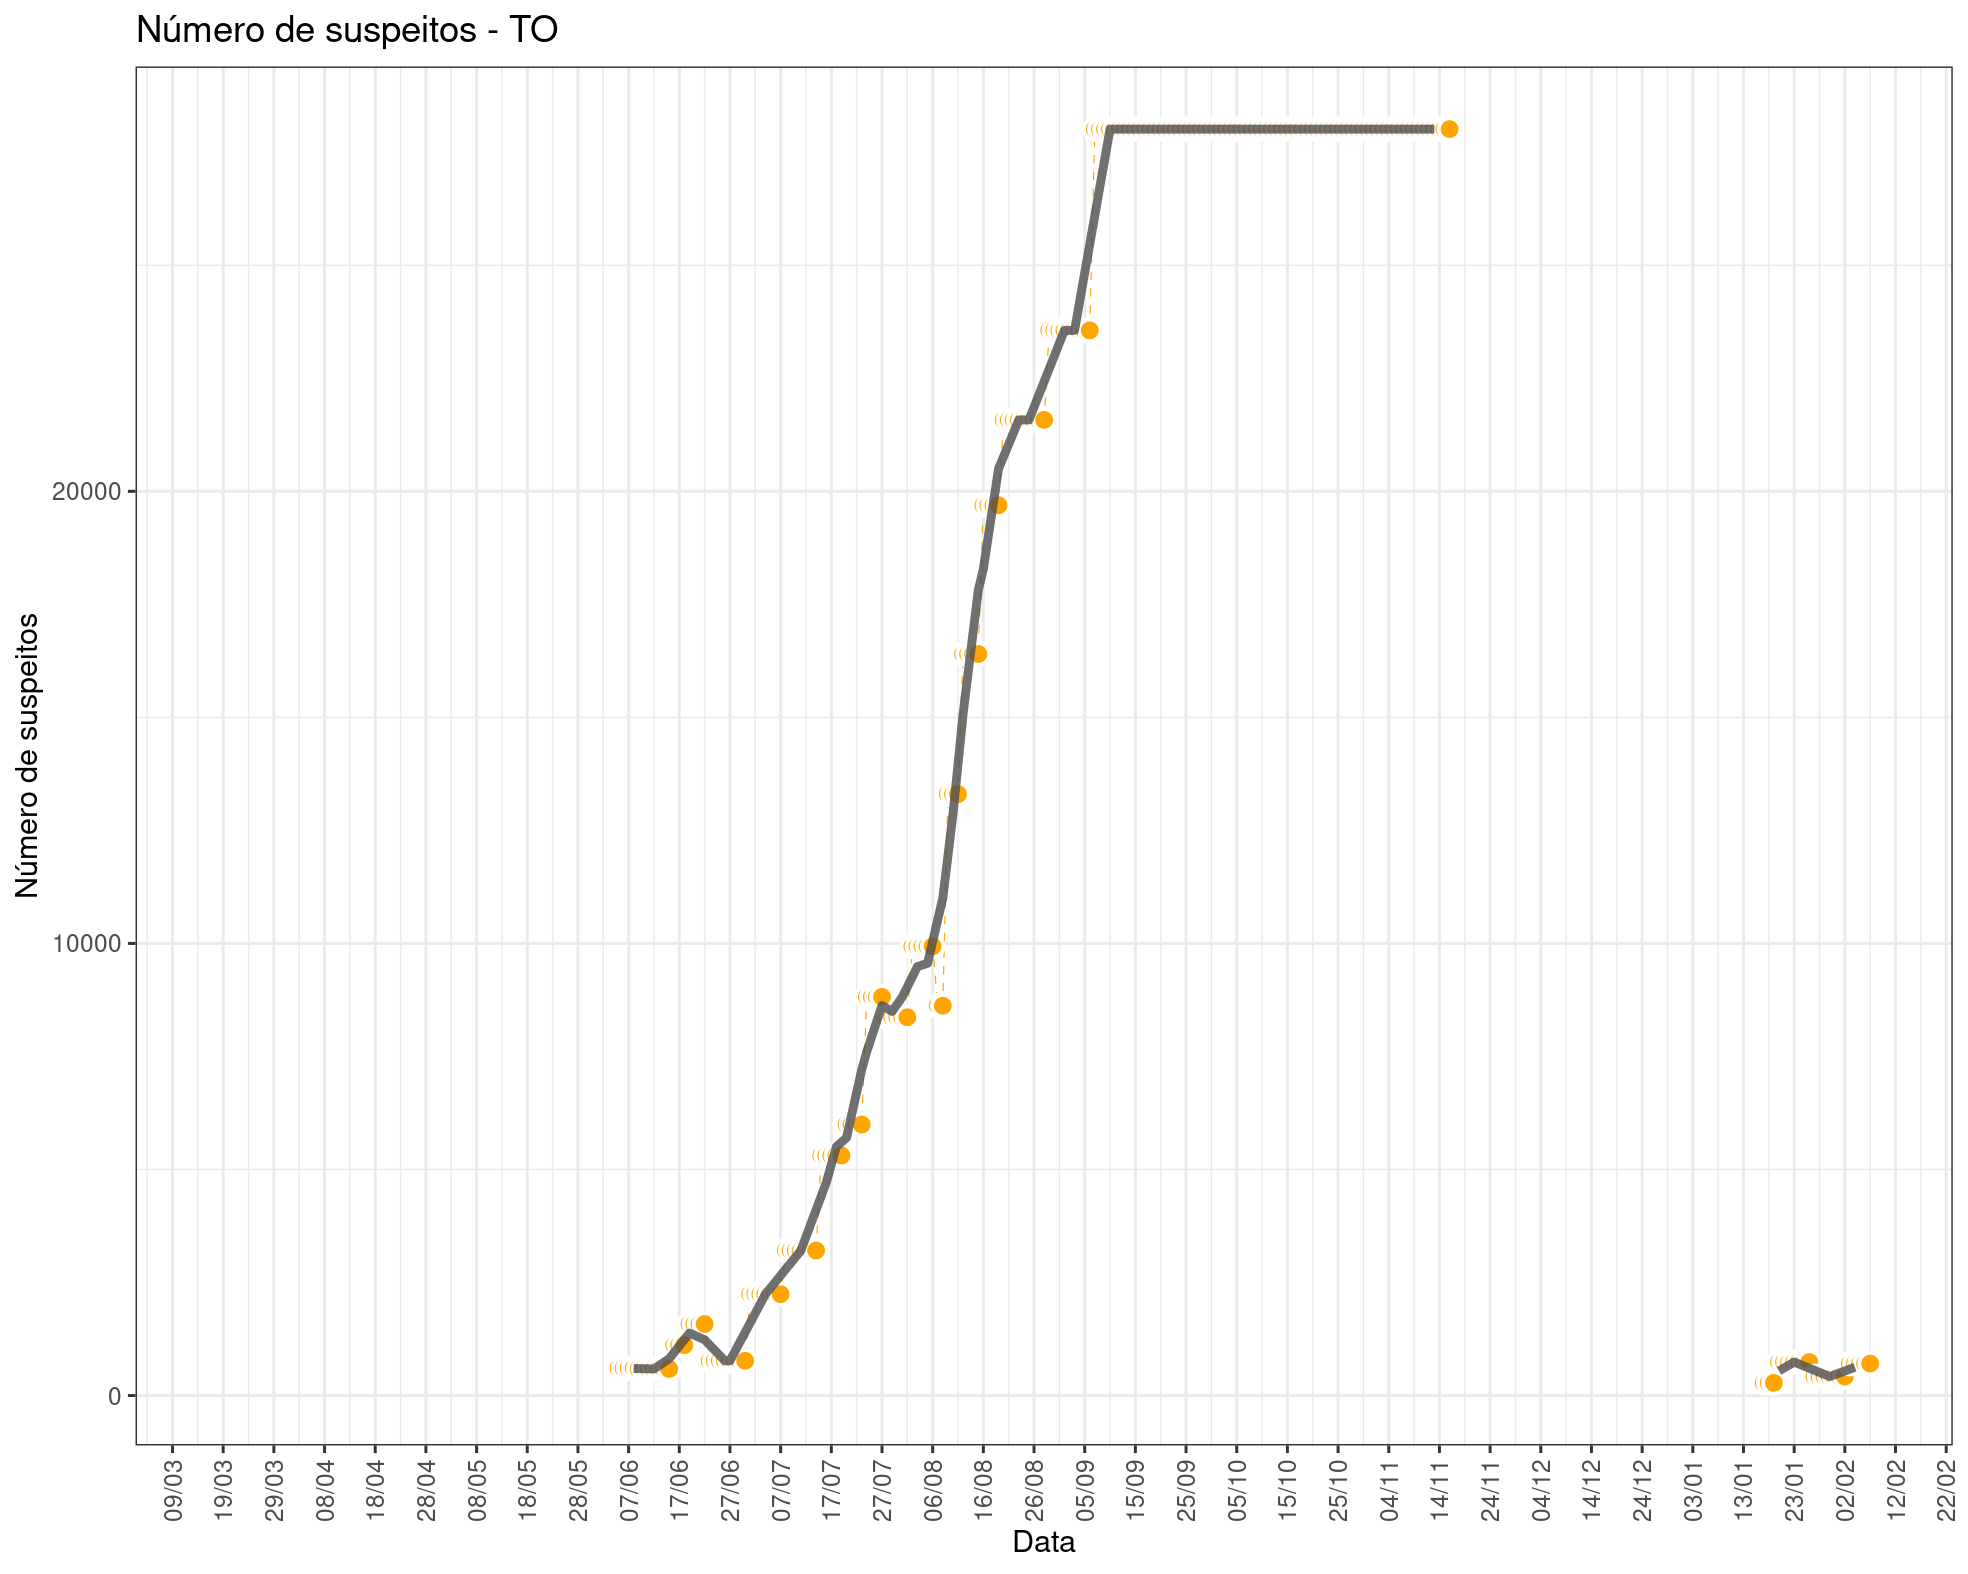 Número de suspeitos - TO
Número de suspeitos
20000
10000
0
09/03 19/03 29/03 08/04 18/04 28/04 08/05 18/05 28/05 07/06 17/06 27/06 07/07 17/07 27/07 06/08 16/08 26/08 05/09 15/09 25/09 05/10 15/10 25/10 04/11 14/11 24/11 04/12 14/12 24/12 03/01 13/01 23/01 02/02 12/02 22/02
Data